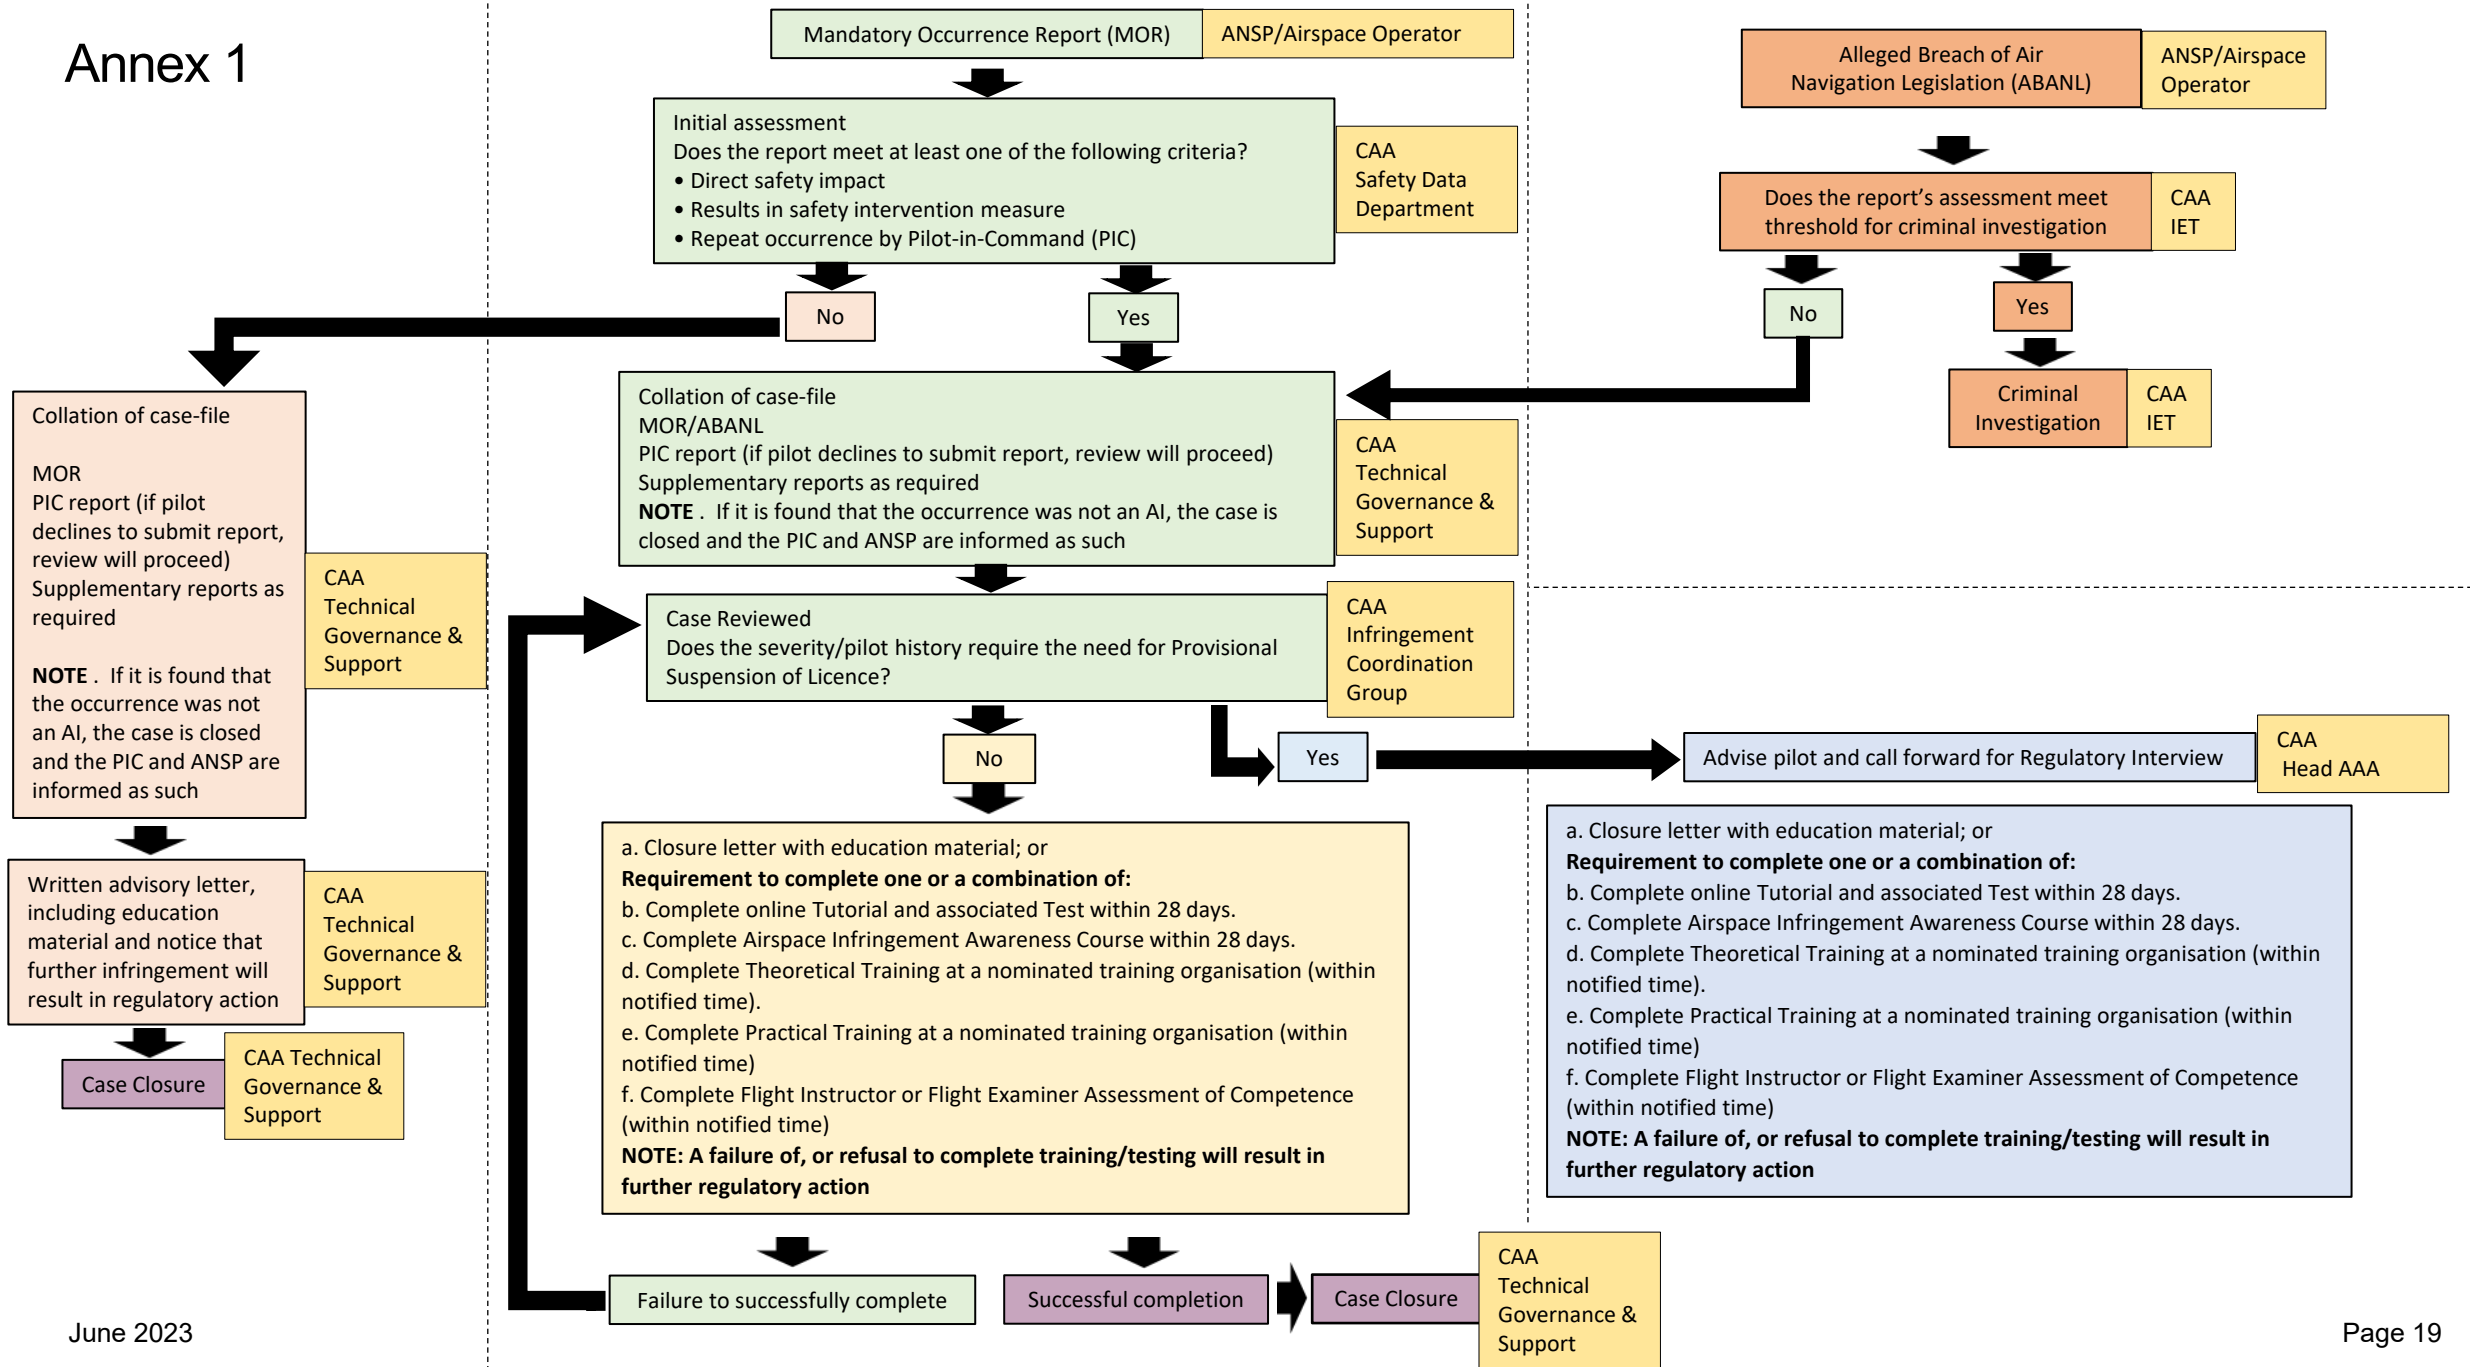 Annex 1
Mandatory Occurrence Report (MOR)
ANSP/Airspace Operator
Initial assessment
Does the report meet at least one of the following criteria?
• Direct safety impact
• Results in safety intervention measure
• Repeat occurrence by Pilot-in-Command (PIC)
CAA
Safety Data
Department
No
Yes
Alleged Breach of Air
Navigation Legislation (ABANL)
ANSP/Airspace
Operator
Does the report’s assessment meet
threshold for criminal investigation
CAA
IET
No
Yes
Criminal
Investigation
CAA
IET
Collation of case-file
MOR
PIC report (if pilot
declines to submit report,
review will proceed)
Supplementary reports as
required
NOTE . If it is found that
the occurrence was not
an AI, the case is closed
and the PIC and ANSP are
informed as such
CAA
Technical
Governance &
Support
Written advisory letter,
including education
material and notice that
further infringement will
result in regulatory action
CAA
Technical
Governance &
Support
Case Closure
CAA Technical
Governance &
Support
Collation of case-file
MOR/ABANL
PIC report (if pilot declines to submit report, review will proceed)
Supplementary reports as required
NOTE . If it is found that the occurrence was not an AI, the case is
closed and the PIC and ANSP are informed as such
CAA
Technical
Governance &
Support
Case Reviewed
Does the severity/pilot history require the need for Provisional
Suspension of Licence?
CAA
Infringement
Coordination
Group
No
Yes
Advise pilot and call forward for Regulatory Interview
CAA
Head AAA
a. Closure letter with education material; or
Requirement to complete one or a combination of:
b. Complete online Tutorial and associated Test within 28 days.
c. Complete Airspace Infringement Awareness Course within 28 days.
d. Complete Theoretical Training at a nominated training organisation (within
notified time).
e. Complete Practical Training at a nominated training organisation (within
notified time)
f. Complete Flight Instructor or Flight Examiner Assessment of Competence
(within notified time)
NOTE: A failure of, or refusal to complete training/testing will result in
further regulatory action
a. Closure letter with education material; or
Requirement to complete one or a combination of:
b. Complete online Tutorial and associated Test within 28 days.
c. Complete Airspace Infringement Awareness Course within 28 days.
d. Complete Theoretical Training at a nominated training organisation (within
notified time).
e. Complete Practical Training at a nominated training organisation (within
notified time)
f. Complete Flight Instructor or Flight Examiner Assessment of Competence
(within notified time)
NOTE: A failure of, or refusal to complete training/testing will result in
further regulatory action
Failure to successfully complete
Successful completion
Case Closure
CAA
Technical
Governance &
Support
June 2023
Page 19